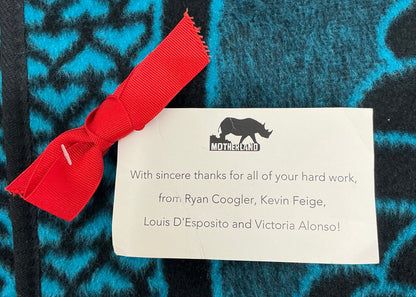 MOTHERLAND
With sincere thanks for all of your hard work,
from Ryan Coogler, Kevin Feige,
Louis D'Esposito and Victoria Alonso!